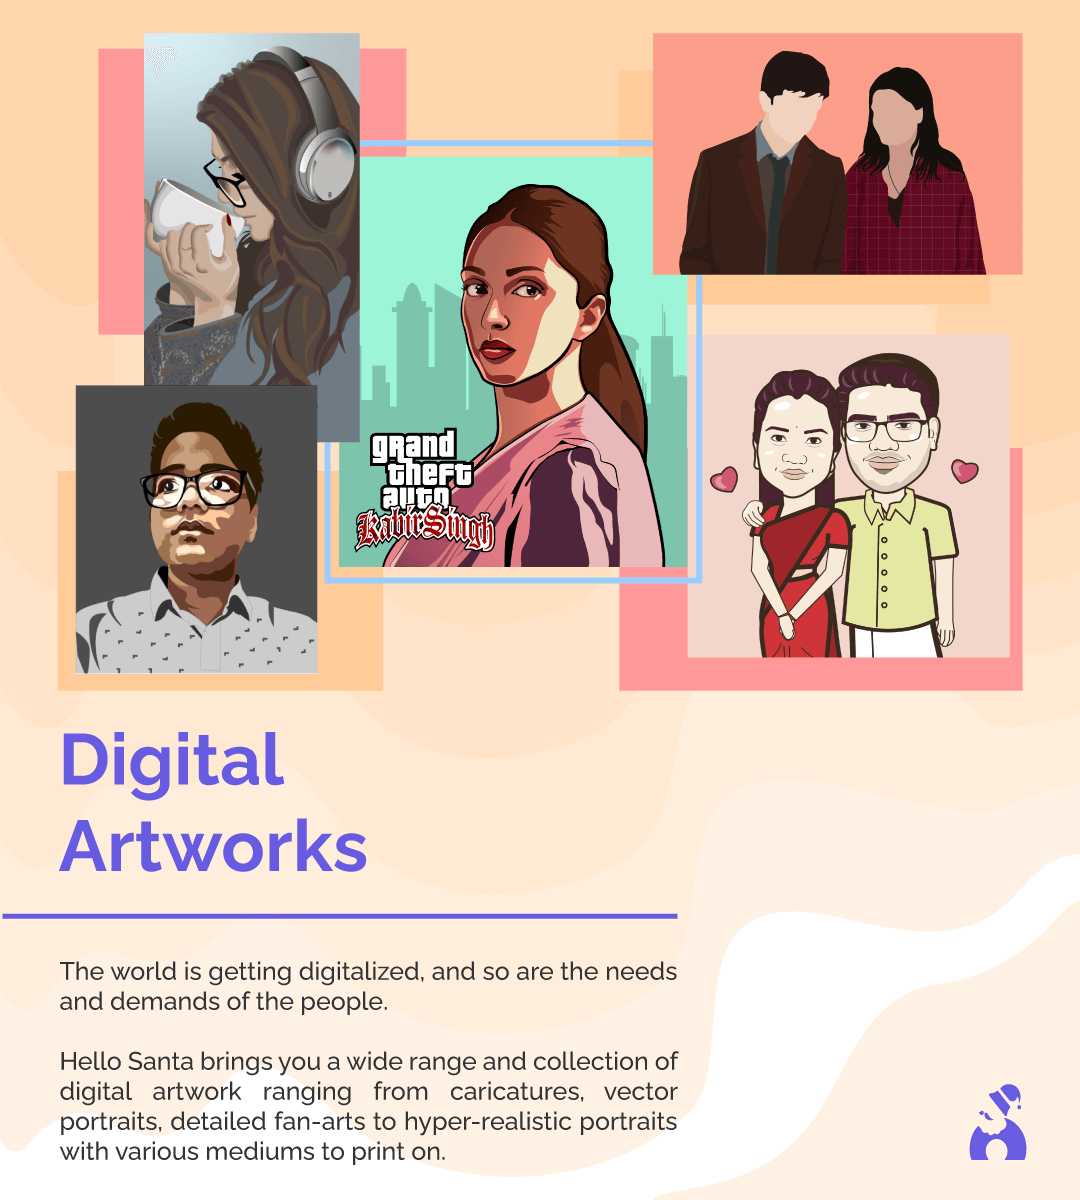 grand
theft
auto
KabirSingh
Digital
Artworks
The world is getting digitalized, and so are the needs
and demands of the people.
Hello Santa brings you a wide range and collection of
digital artwork ranging from caricatures, vector
portraits, detailed fan-arts to hyper-realistic portraits
with various mediums to print on.